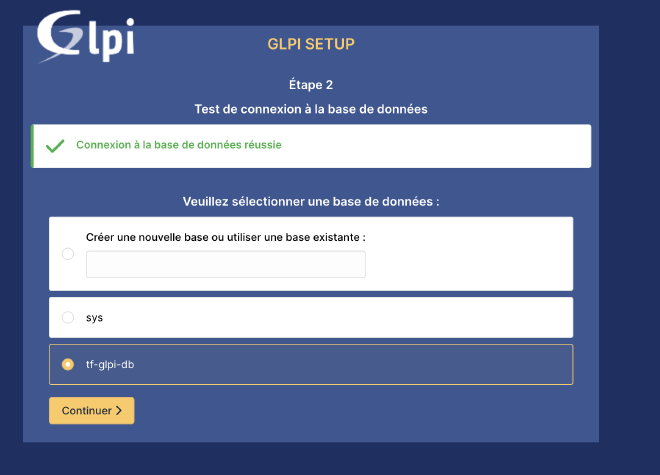 Glpi
GLPI SETUP
Étape 2
Test de connexion à la base de données
Connexion à la base de données réussie
Veuillez sélectionner une base de données :
Créer une nouvelle base ou utiliser une base existante :
sys
tf-glpi-db
Continuer